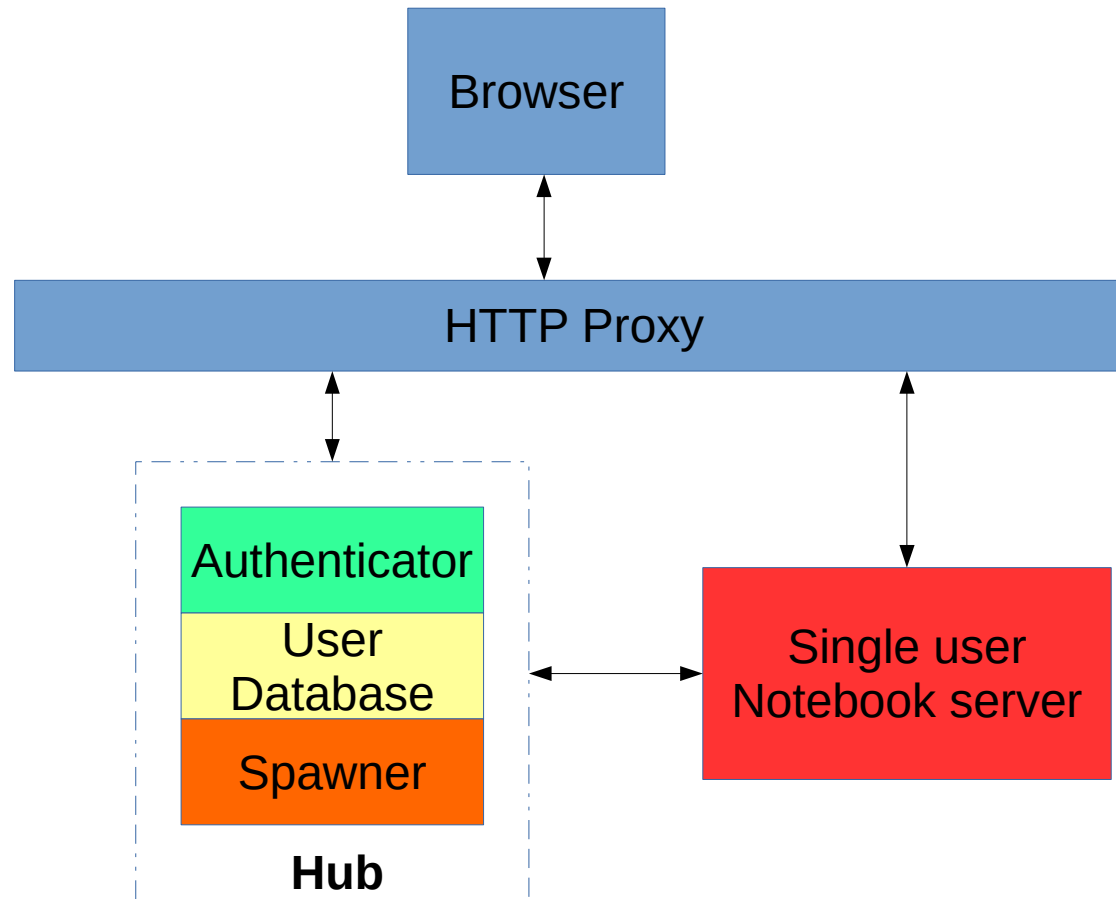 Browser
HTTP Proxy
Authenticator
User
Database
Spawner
Hub
Single user
Notebook server